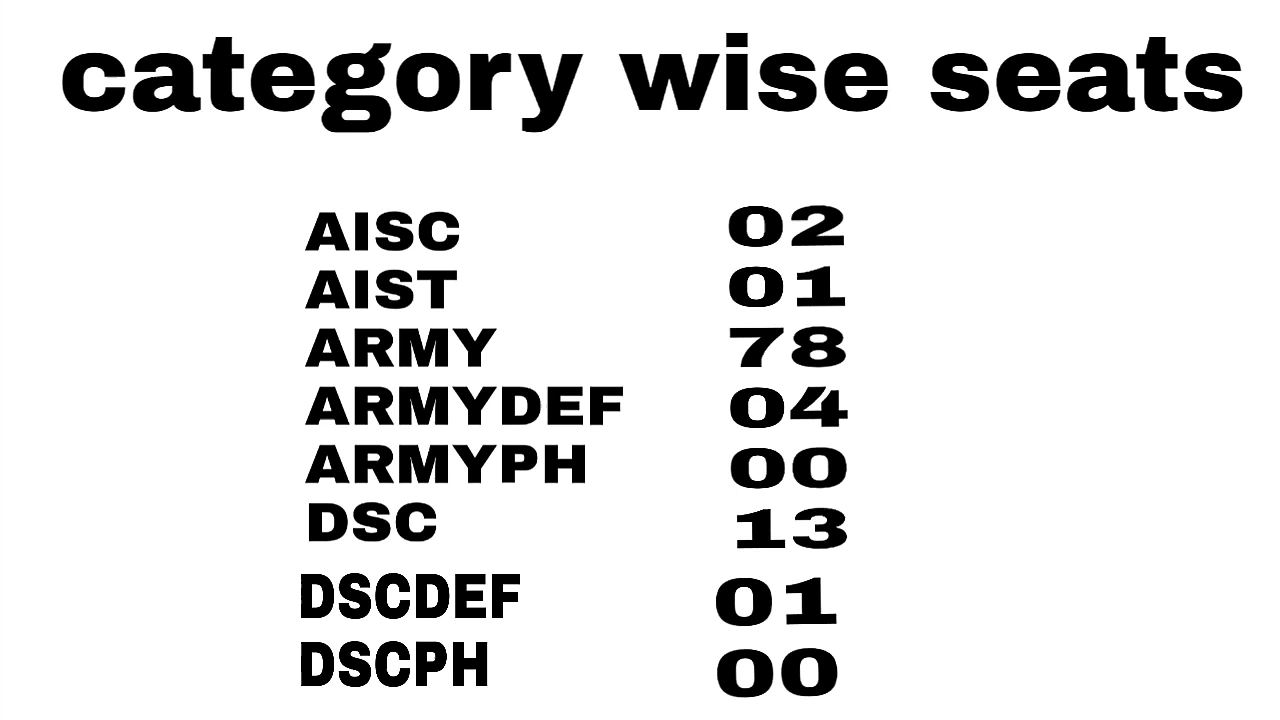 category wise seats
AISC 02
AIST 01
ARMY 78
ARMYDEF 04
ARMYPH 00
DSC 13
DSCDEF 01
DSCPH 00